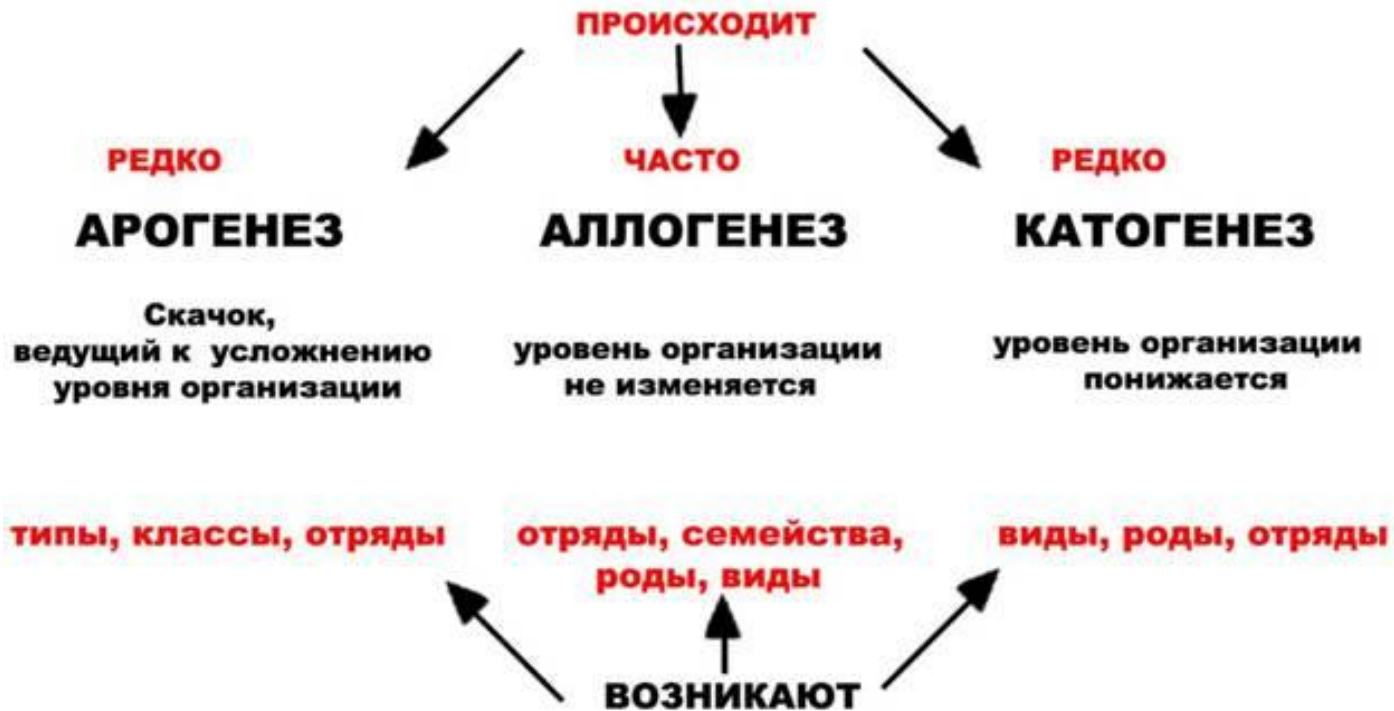 ПРОИСХОДИТ
РЕДКО
ЧАСТО
РЕДКО
АРОГЕНЕЗ
АЛЛОГЕНЕЗ
КАТОГЕНЕЗ
Скачок,
ведущий к усложнению
уровня организации
уровень организации
не изменяется
уровень организации
понижается
типы, классы, отряды
отряды, семейства,
роды, виды
виды, роды, отряды
ВОЗНИКАЮТ